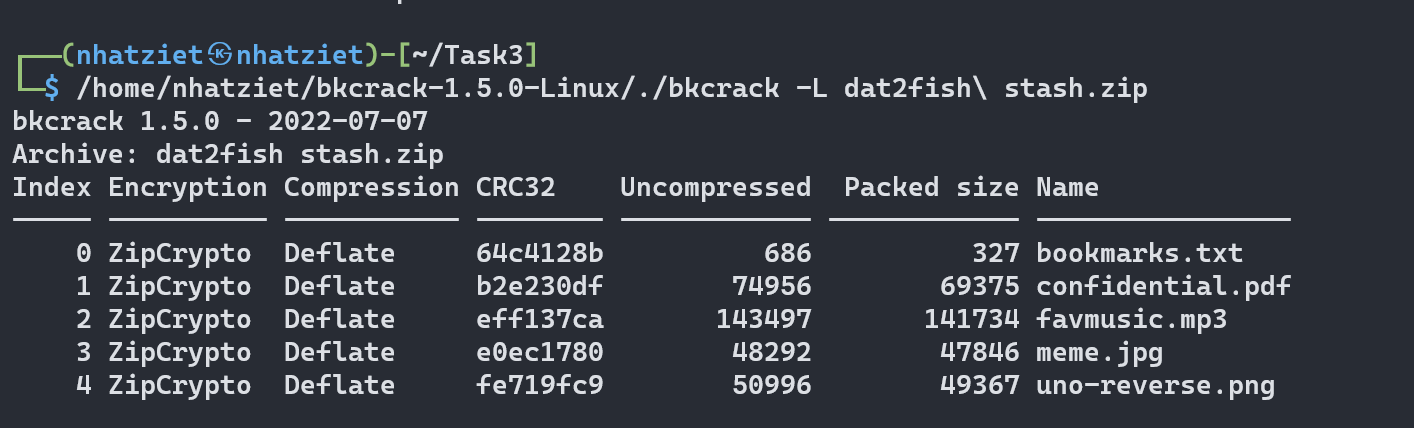 ┌──(nhatziet㉿nhatziet)-[~/Task3]
└─$ /home/nhatziet/bkcrack-1.5.0-Linux/./bkcrack -L dat2fish\ stash.zip
bkcrack 1.5.0 - 2022-07-07
Archive: dat2fish stash.zip
Index Encryption Compression CRC32    Uncompressed  Packed size Name
----- ---------- ----------- -------- ------------ ------------ ----------------
    0 ZipCrypto  Deflate     64c4128b          686          327 bookmarks.txt
    1 ZipCrypto  Deflate     b2e230df        74956        69375 confidential.pdf
    2 ZipCrypto  Deflate     eff137ca       143497       141734 favmusic.mp3
    3 ZipCrypto  Deflate     e0ec1780        48292        47846 meme.jpg
    4 ZipCrypto  Deflate     fe719fc9        50996        49367 uno-reverse.png